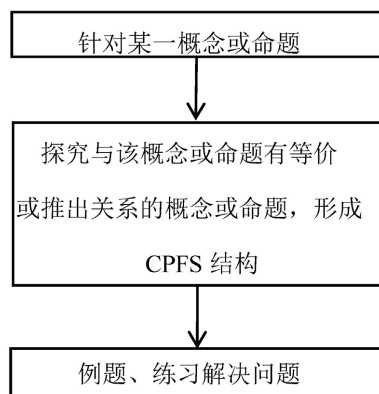 针对某一概念或命题
探究与该概念或命题有等价
或推出关系的概念或命题，形成
CPFS 结构
例题、练习解决问题